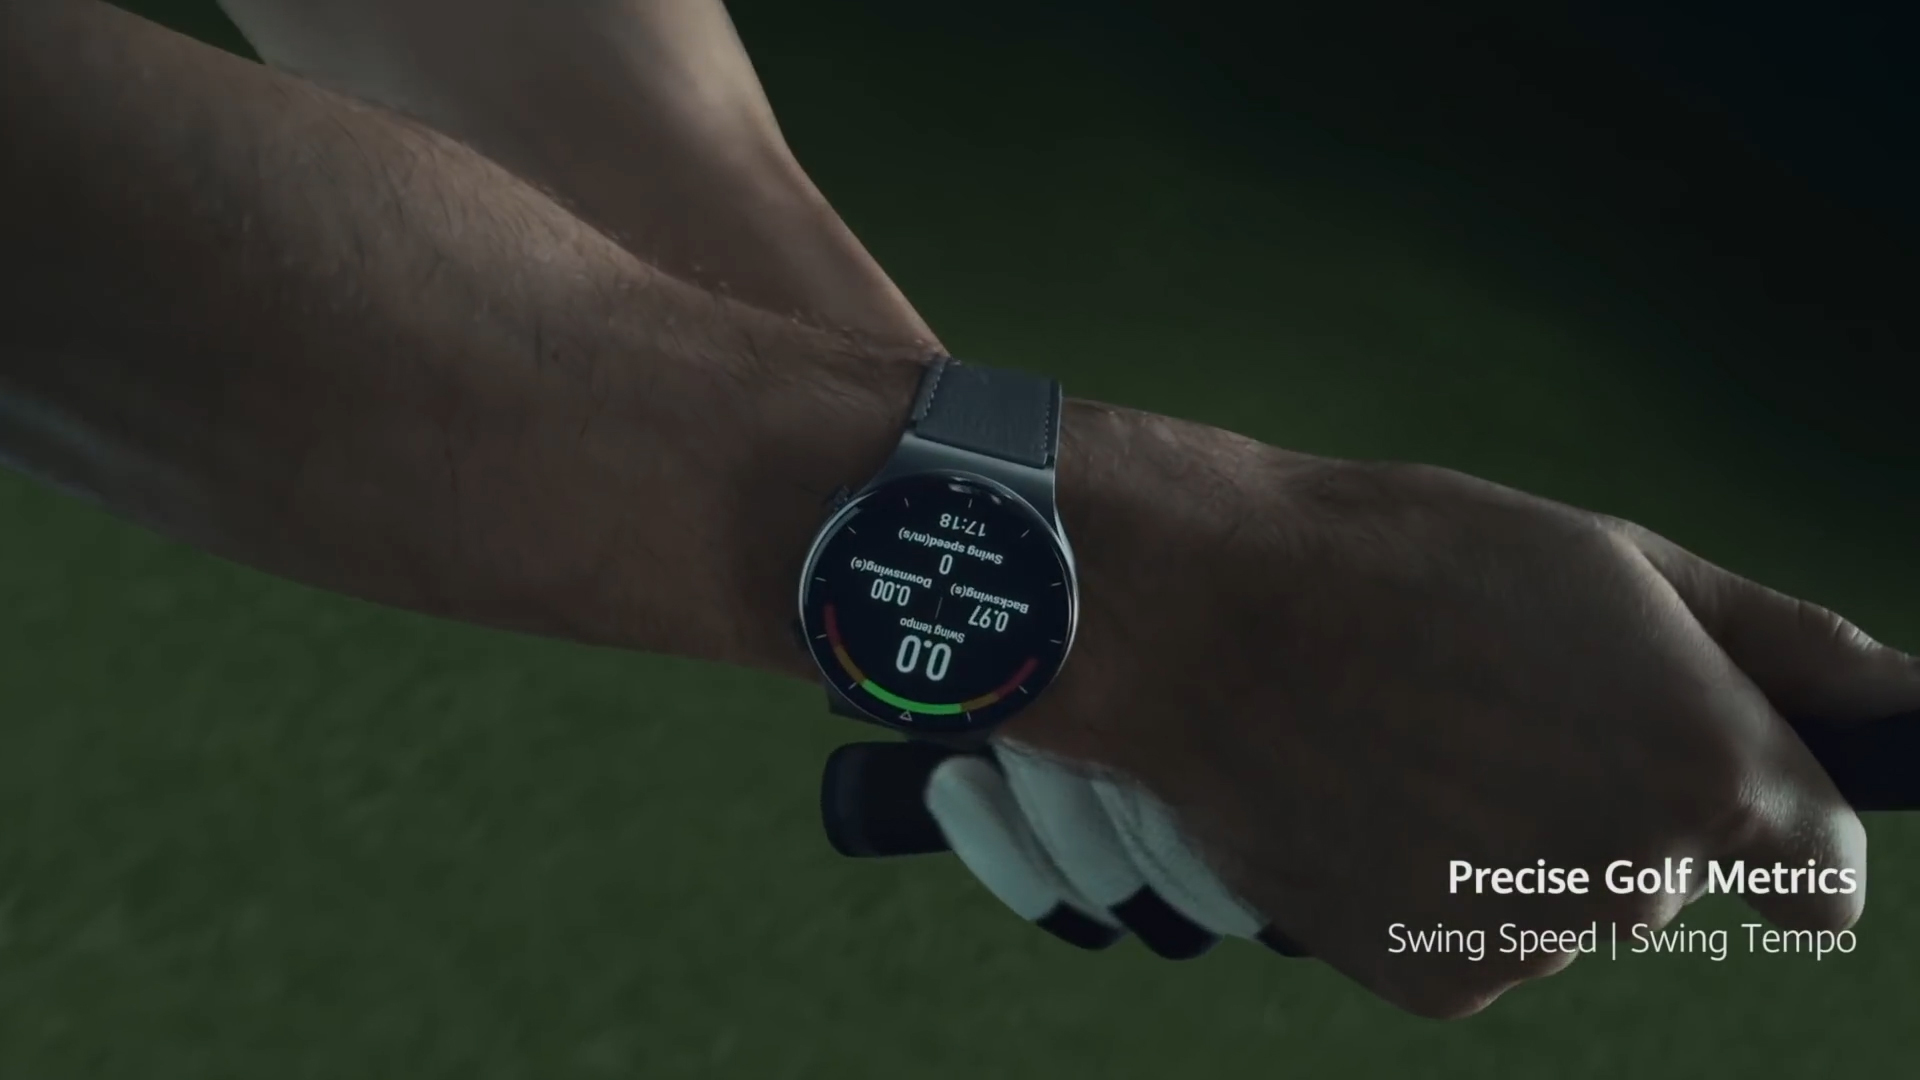 0.0
Swing tempo
0.97 0.00
Backswing(s) Downswing(s)
0
Swing speed(m/s)
17:18
Precise Golf Metrics
Swing Speed | Swing Tempo